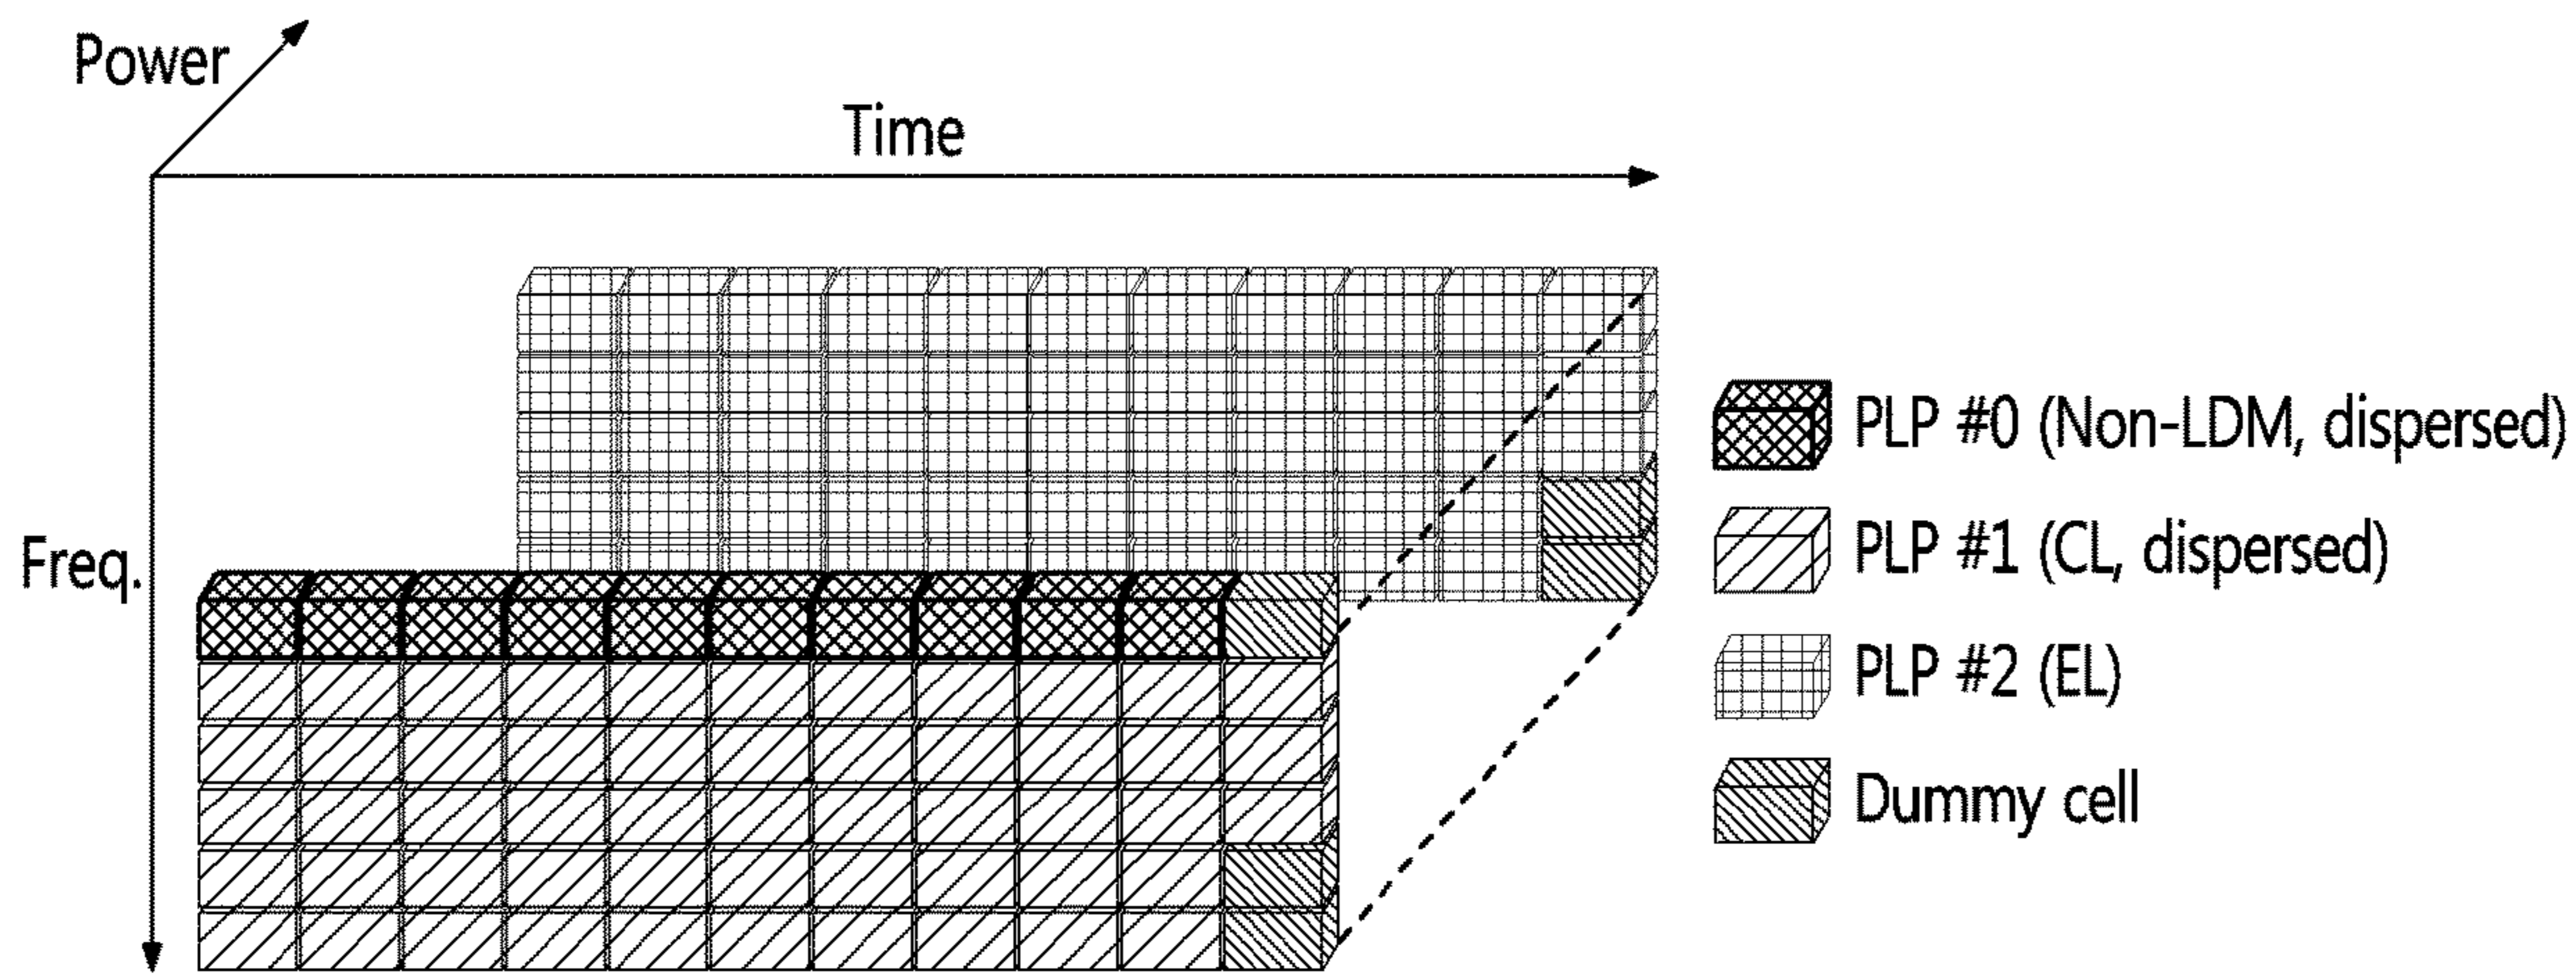 Power
Time
Freq.
PLP #0 (Non-LDM, dispersed)
PLP #1 (CL, dispersed)
PLP #2 (EL)
Dummy cell